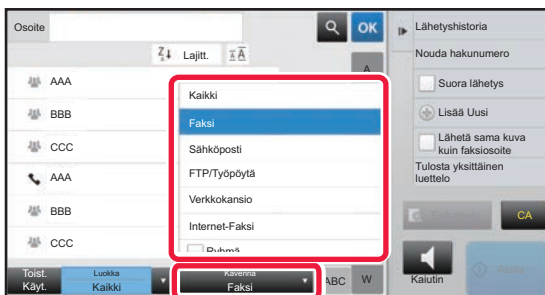 Osoite
OK
Lajitt.
A
AAA
BBB
CCC
AAA
BBB
CCC
Kaikki
Faksi
Sähköposti
FTP/Työpöytä
Verkkokansio
Internet-Faksi
Ryhmä
Toist.
Käyt.
Luokka
Kaikki
Kavenna
Faksi
ABC
W
Lähetyshistoria
Nouda hakunumero
Suora lähetys
Lisää Uusi
Lähetä sama kuva
kuin faksiosoite
Tulosta yksittäinen
luettelo
CA
Kaiutin